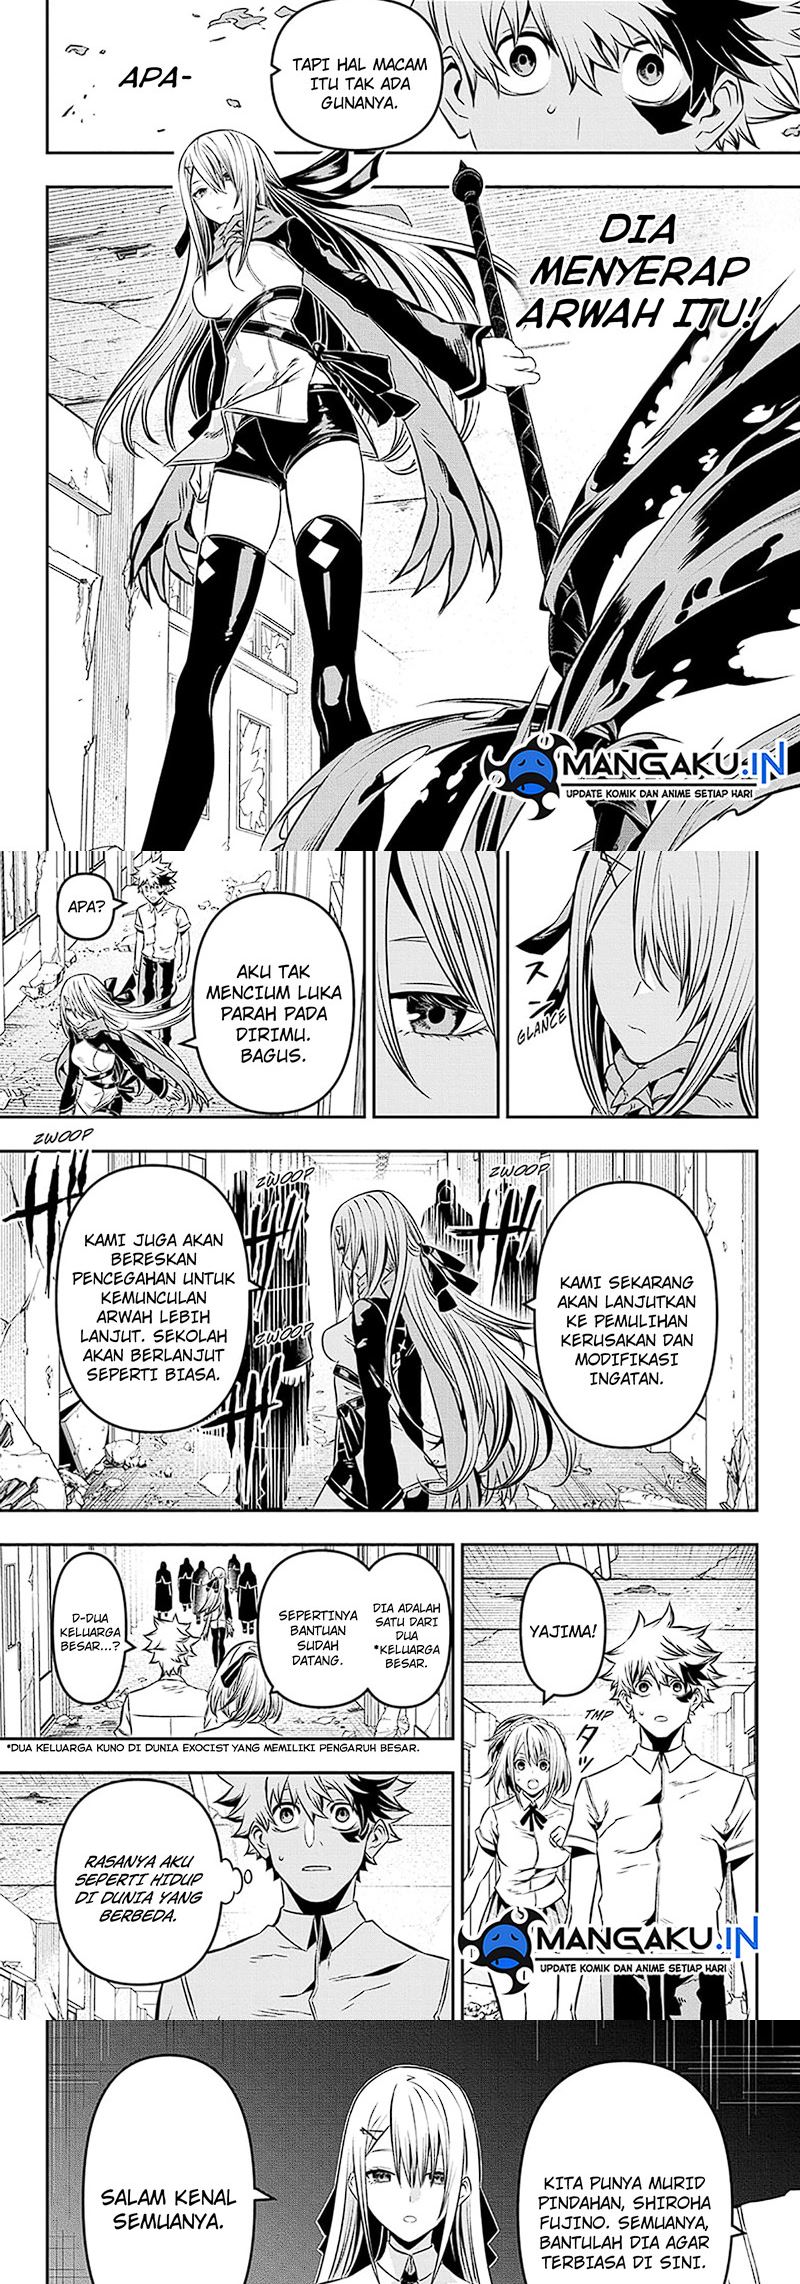 TAPI HAL MACAM
ITU TAK ADA
GUNANYA.
APA-
DIA
MENYERAP
ARWAH ITU!
MANGAKU.IN
UPDATE KOMIK DAN ANIME SETIAP HARI
スッ
GLANCE
AKU TAK
MENCIUM LUKA
PARAH PADA
DIRIMU.
BAGUS.
APA?
KAMI SEKARANG
AKAN LANJUTKAN
KE PEMULIHAN
KERUSAKAN DAN
MODIFIKASI
INGATAN.
ZWOOP
ZWOOP
ZWOOP
ZWOOP
KAMI JUGA AKAN
BERESKAN
PENCEGAHAN UNTUK
KEMUNCULAN
ARWAH LEBIH
LANJUT. SEKOLAH
AKAN BERLANJUT
SEPERTI BIASA.
YAJIMA!
TMP
タッ
DIA ADALAH
SATU DARI
DUA
*KELUARGA
BESAR.
SEPERTINYA
BANTUAN
SUDAH
DATANG.
D-DUA
KELUARGA
BESAR...?
*DUA KELUARGA KUNO DI DUNIA EXOCIST YANG MEMILIKI PENGARUH BESAR.
RASANYA AKU
SEPERTI HIDUP
DI DUNIA YANG
BERBEDA.
MANGAKU.IN
UPDATE KOMIK DAN ANIME SETIAP HARI
KITA PUNYA MURID
PINDAHAN, SHIROHA
FUJINO. SEMUANYA,
BANTULAH DIA AGAR
TERBIASA DI SINI.
SALAM KENAL
SEMUANYA.